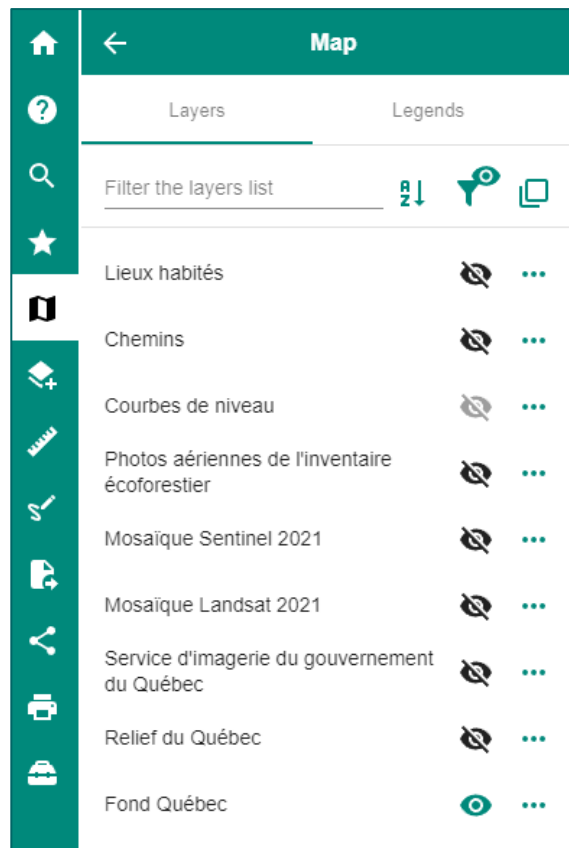 Map
Layers
Legends
Filter the layers list
A
Z
Lieux habités
Chemins
Courbes de niveau
Photos aériennes de l'inventaire
écoforestier
Mosaïque Sentinel 2021
Mosaïque Landsat 2021
Service d'imagerie du gouvernement
du Québec
Relief du Québec
Fond Québec